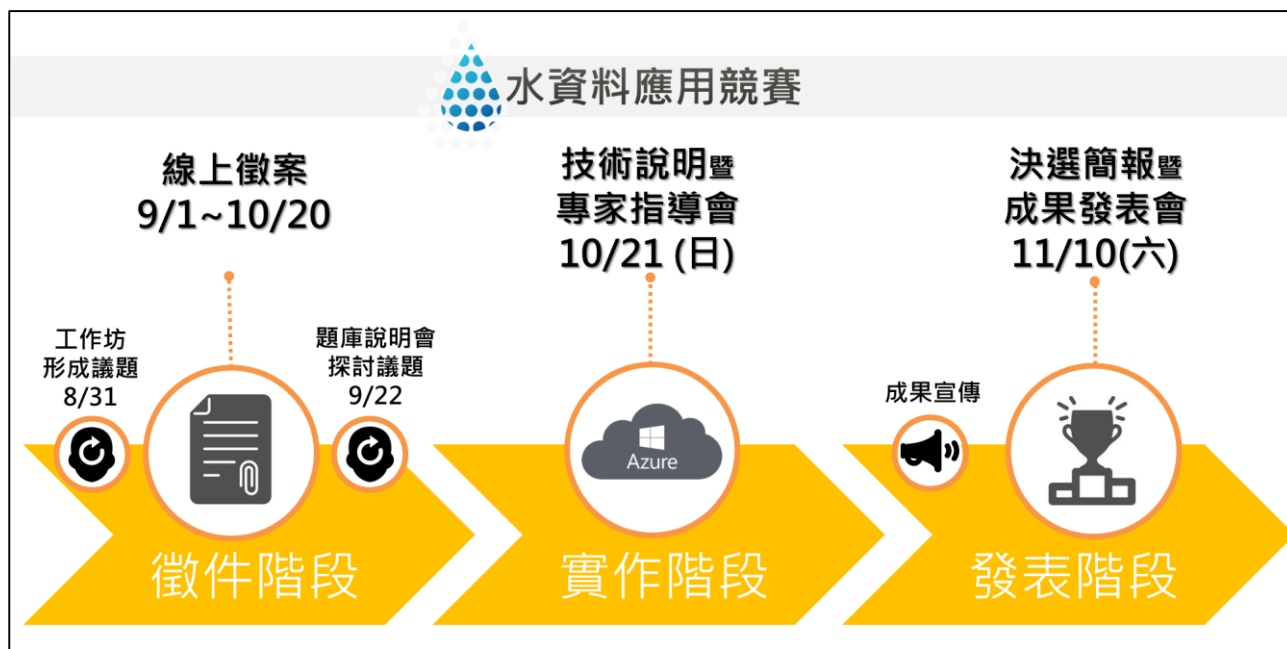 水資料應用競賽
線上徵案
9/1~10/20
工作坊
形成議題
8/31
題庫說明會
探討議題
9/22
徵件階段
技術說明暨
專家指導會
10/21 (日)
Azure
實作階段
決選簡報暨
成果發表會
11/10(六)
成果宣傳
發表階段